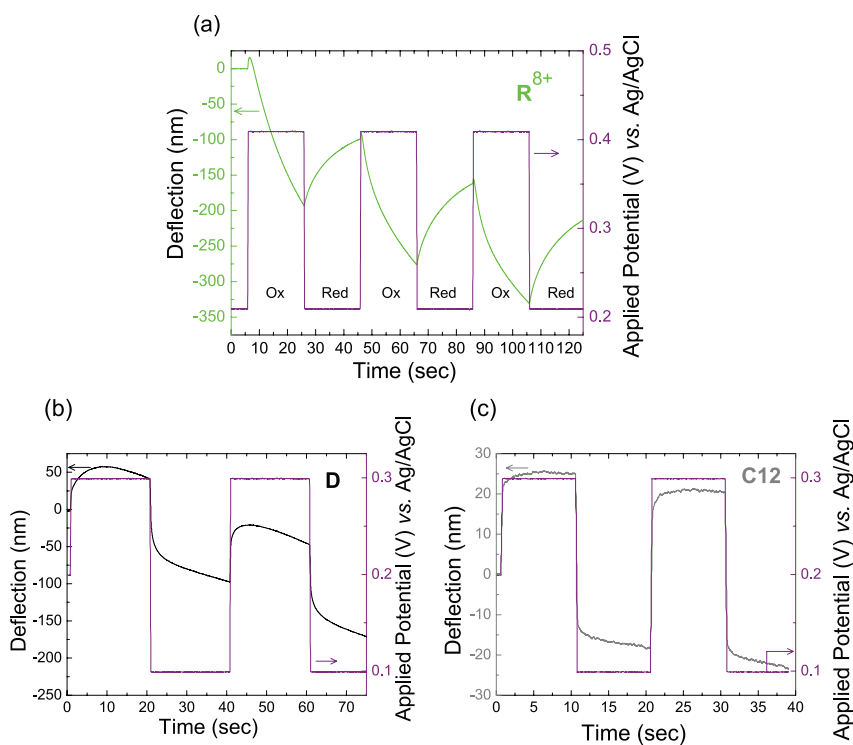 (a)
R8+
Deflection (nm)
0
-50
-100
-150
-200
-250
-300
-350
Ox Red Ox Red Ox Red
0 10 20 30 40 50 60 70 80 90 100 110 120
Time (sec)
0.5
0.4
0.3
0.2
Applied Potential (V) vs. Ag/AgCl
(b)
D
Deflection (nm)
50
0
-50
-100
-150
-200
-250
0 10 20 30 40 50 60 70
Time (sec)
0.3
0.2
0.1
Applied Potential (V) vs. Ag/AgCl
(c)
C12
Deflection (nm)
30
20
10
0
-10
-20
-30
0 5 10 15 20 25 30 35 40
Time (sec)
0.3
0.2
0.1
Applied Potential (V) vs. Ag/AgCl